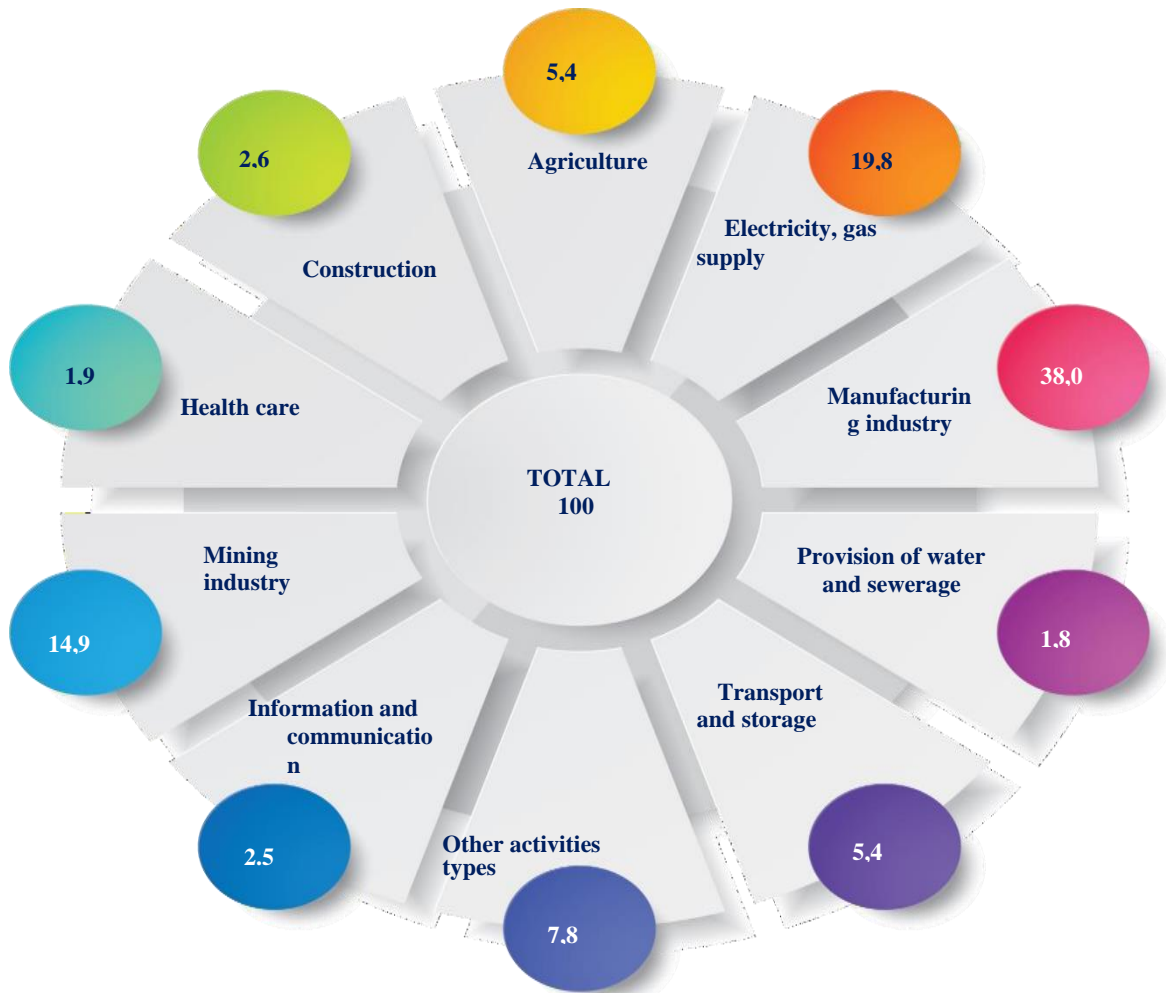 5,4
Agriculture
19,8
Electricity, gas
supply
38,0
Manufacturin
g industry
1,8
Provision of water
and sewerage
5,4
Transport
and storage
7,8
Other activities
types
2.5
Information and
communicatio
n
14,9
Mining
industry
1,9
Health care
2,6
Construction
TOTAL
100